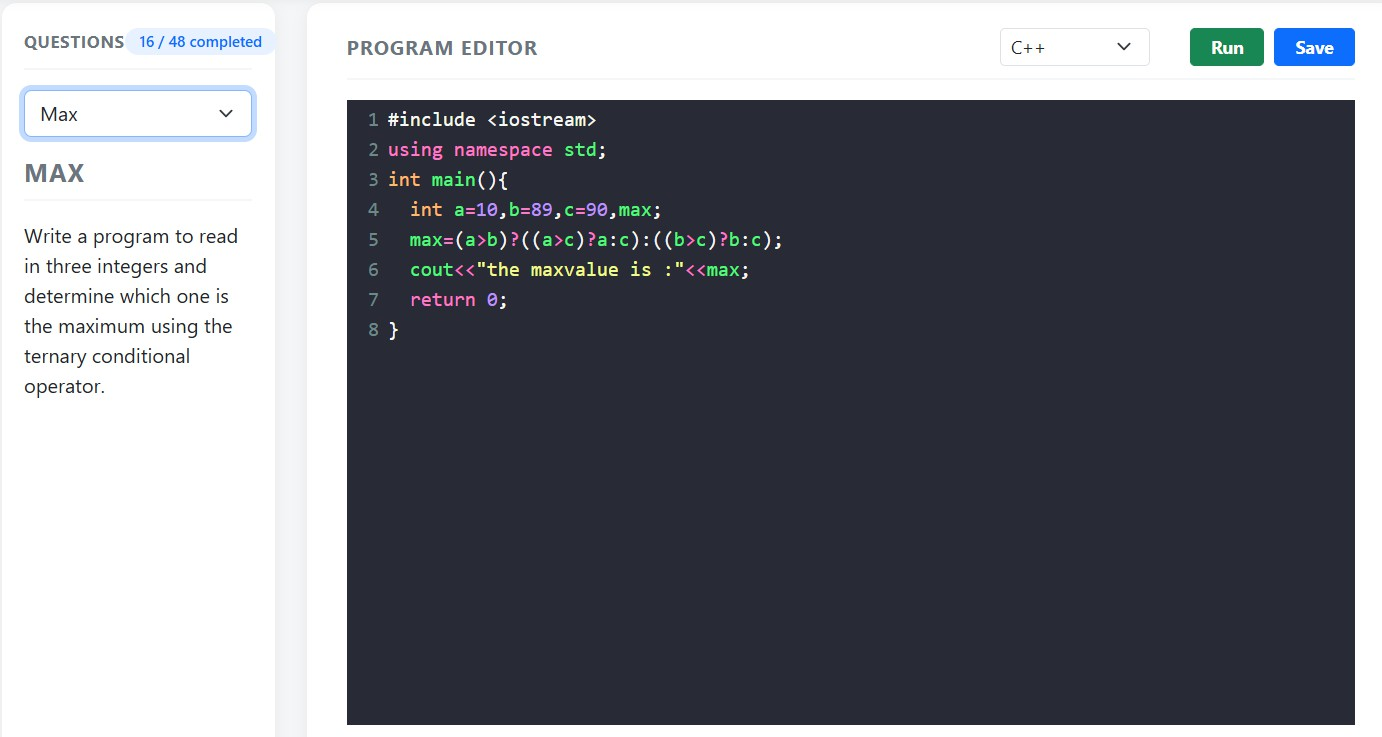 QUESTIONS 16 / 48 completed
Max
MAX
Write a program to read
in three integers and
determine which one is
the maximum using the
ternary conditional
operator.
PROGRAM EDITOR
C++
Run
Save
1 #include <iostream>
2 using namespace std;
3 int main(){
4   int a=10,b=89,c=90,max;
5   max=(a>b)?((a>c)?a:c):((b>c)?b:c);
6   cout<<"the maxvalue is :"<<max;
7   return 0;
8 }